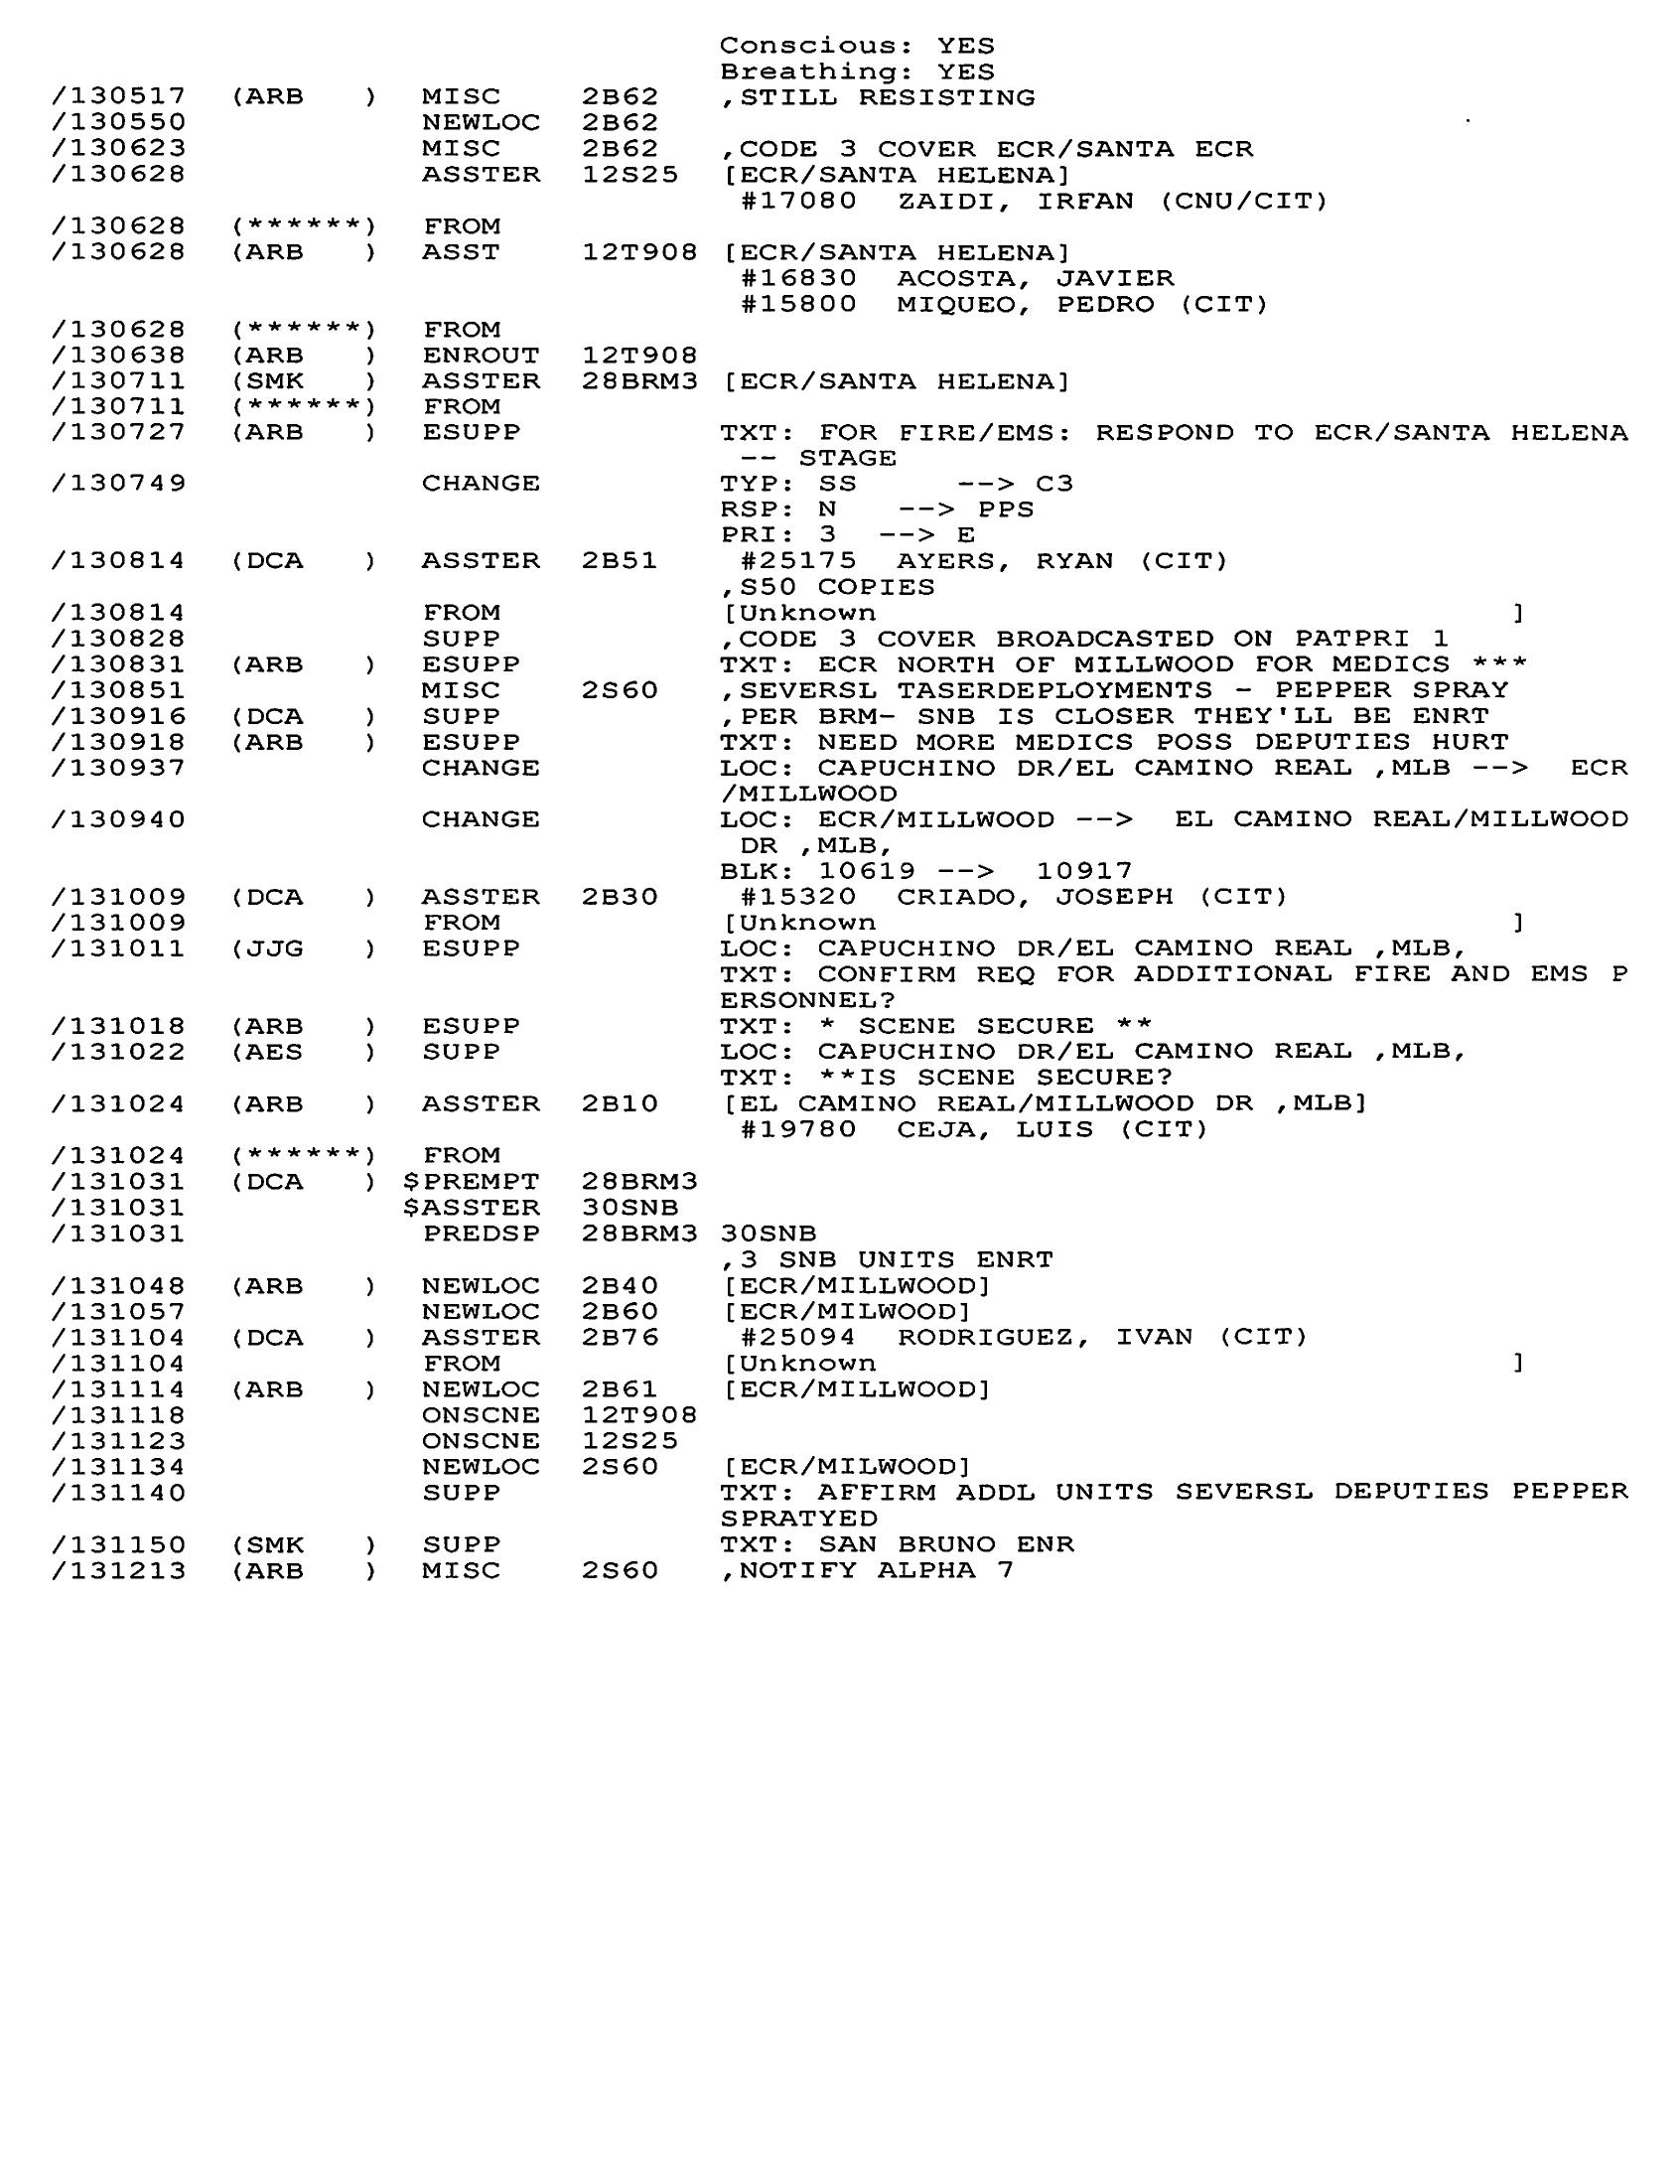 Conscious: YES
Breathing: YES
/130517 (ARB ) MISC 2B62 ,STILL RESISTING
/130550 NEWLOC 2B62
/130623 MISC 2B62 ,CODE 3 COVER ECR/SANTA ECR
/130628 ASSTER 12S25 [ECR/SANTA HELENA]
#17080 ZAIDI, IRFAN (CNU/CIT)
/130628 (******) FROM
/130628 (ARB ) ASST 12T908 [ECR/SANTA HELENA]
#16830 ACOSTA, JAVIER
#15800 MIQUEO, PEDRO (CIT)
/130628 (******) FROM
/130638 (ARB ) ENROUT 12T908
/130711 (SMK ) ASSTER 28BRM3 [ECR/SANTA HELENA]
/130711 (******) FROM
/130727 (ARB ) ESUPP TXT: FOR FIRE/EMS: RESPOND TO ECR/SANTA HELENA
-- STAGE
/130749 CHANGE TYP: SS --> C3
RSP: N --> PPS
PRI: 3 --> E
/130814 (DCA ) ASSTER 2B51 #25175 AYERS, RYAN (CIT)
,S50 COPIES
/130814 FROM [Unknown ]
/130828 SUPP ,CODE 3 COVER BROADCASTED ON PATPRI 1
/130831 (ARB ) ESUPP TXT: ECR NORTH OF MILLWOOD FOR MEDICS ***
/130851 MISC 2S60 ,SEVERSL TASERDEPLOYMENTS - PEPPER SPRAY
/130916 (DCA ) SUPP ,PER BRM- SNB IS CLOSER THEY'LL BE ENRT
/130918 (ARB ) ESUPP TXT: NEED MORE MEDICS POSS DEPUTIES HURT
/130937 CHANGE LOC: CAPUCHINO DR/EL CAMINO REAL ,MLB --> ECR
/MILLWOOD
/130940 CHANGE LOC: ECR/MILLWOOD --> EL CAMINO REAL/MILLWOOD
DR ,MLB,
BLK: 10619 --> 10917
/131009 (DCA ) ASSTER 2B30 #15320 CRIADO, JOSEPH (CIT)
/131009 FROM [Unknown ]
/131011 (JJG ) ESUPP LOC: CAPUCHINO DR/EL CAMINO REAL ,MLB,
TXT: CONFIRM REQ FOR ADDITIONAL FIRE AND EMS P
ERSONNEL?
/131018 (ARB ) ESUPP TXT: * SCENE SECURE **
/131022 (AES ) SUPP LOC: CAPUCHINO DR/EL CAMINO REAL ,MLB,
TXT: **IS SCENE SECURE?
/131024 (ARB ) ASSTER 2B10 [EL CAMINO REAL/MILLWOOD DR ,MLB]
#19780 CEJA, LUIS (CIT)
/131024 (******) FROM
/131031 (DCA ) $PREMPT 28BRM3
/131031 $ASSTER 30SNB
/131031 PREDSP 28BRM3 30SNB
,3 SNB UNITS ENRT
/131048 (ARB ) NEWLOC 2B40 [ECR/MILLWOOD]
/131057 NEWLOC 2B60 [ECR/MILWOOD]
/131104 (DCA ) ASSTER 2B76 #25094 RODRIGUEZ, IVAN (CIT)
/131104 FROM [Unknown ]
/131114 (ARB ) NEWLOC 2B61 [ECR/MILLWOOD]
/131118 ONSCNE 12T908
/131123 ONSCNE 12S25
/131134 NEWLOC 2S60 [ECR/MILWOOD]
/131140 SUPP TXT: AFFIRM ADDL UNITS SEVERSL DEPUTIES PEPPER
SPRATYED
/131150 (SMK ) SUPP TXT: SAN BRUNO ENR
/131213 (ARB ) MISC 2S60 ,NOTIFY ALPHA 7